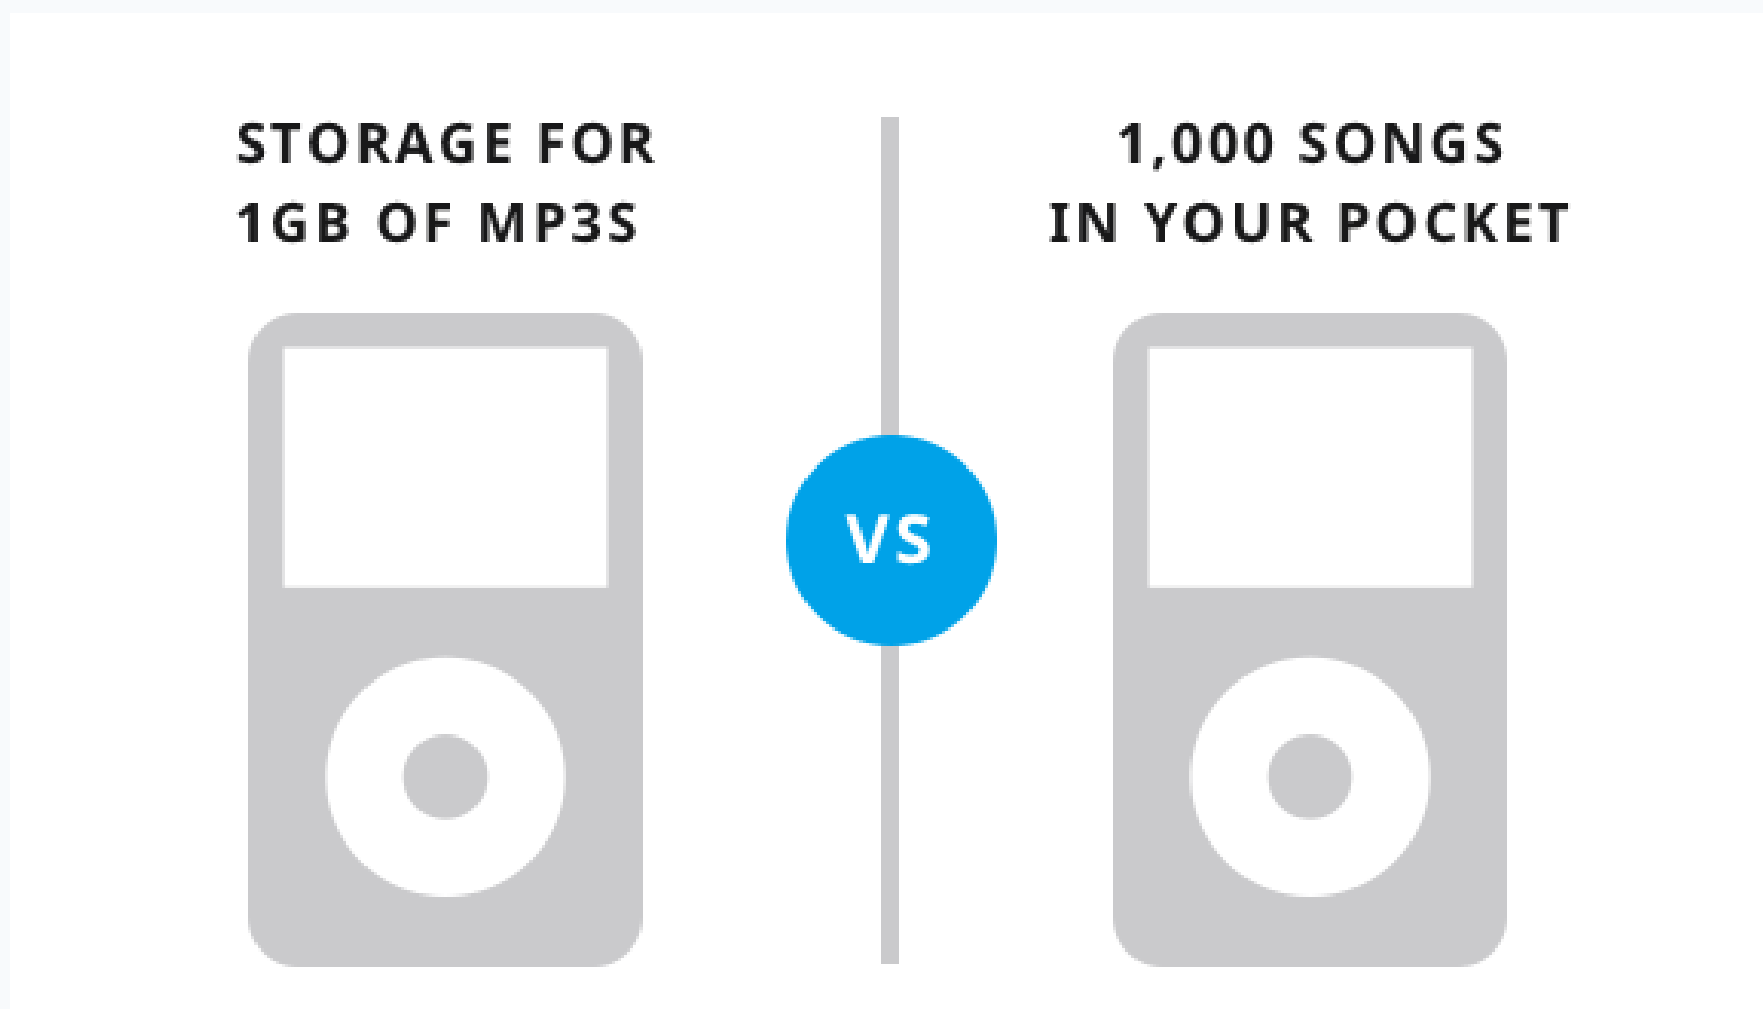 STORAGE FOR
1GB OF MP3S
VS
1,000 SONGS
IN YOUR POCKET